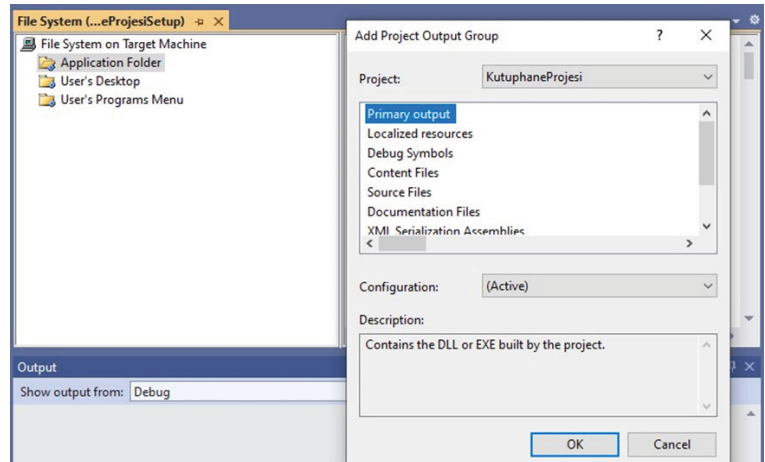 File System (...eProjesiSetup)
File System on Target Machine
Application Folder
User's Desktop
User's Programs Menu
Add Project Output Group
?
Project:
KutuphaneProjesi
Primary output
Localized resources
Debug Symbols
Content Files
Source Files
Documentation Files
XML Serialization Assemblies
Configuration:
(Active)
Description:
Contains the DLL or EXE built by the project.
OK
Cancel
Output
Show output from:
Debug